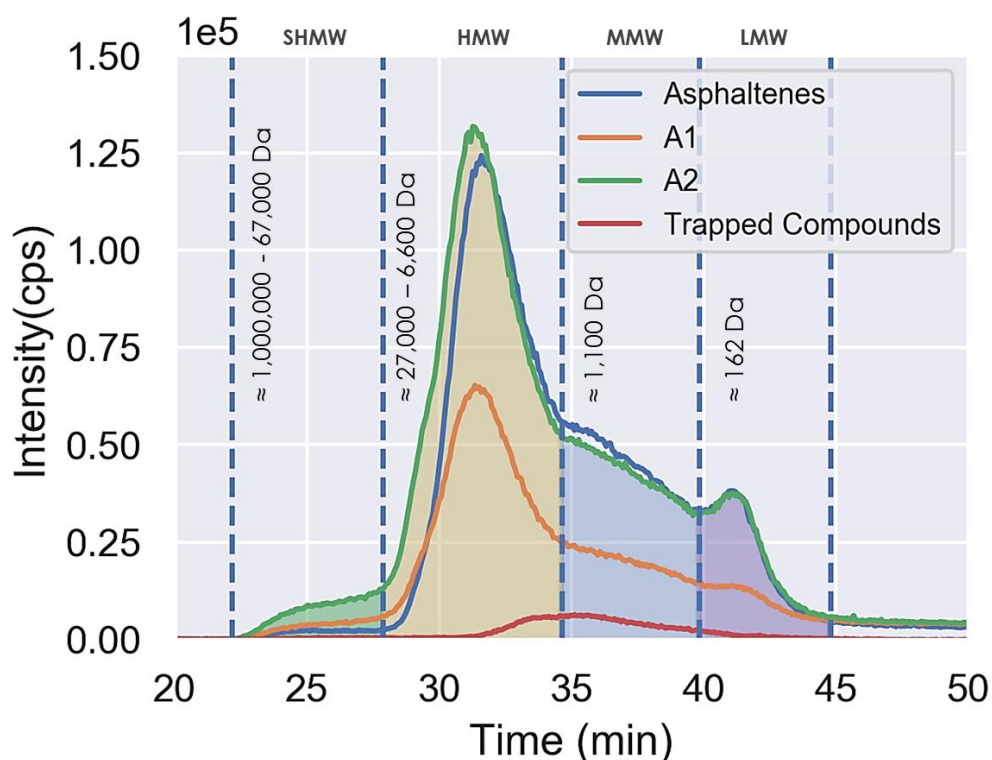 1e5
SHMW
HMW
MMW
LMW
1.50
1.25
1.00
0.75
0.50
0.25
0.00
Intensity(cps)
≈ 1,000,000 - 67,000 Da
≈ 27,000 – 6,600 Da
≈ 1,100 Da
≈ 162 Da
Asphaltenes
A1
A2
Trapped Compounds
20
25
30
35
40
45
50
Time (min)